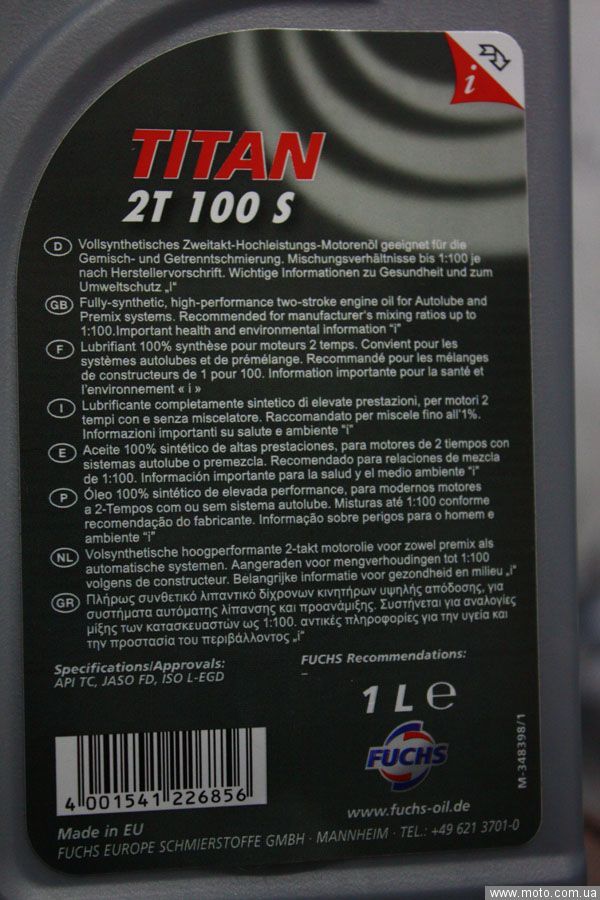 i
TITAN
2T 100 S
D Vollsynthetisches Zweitakt-Hochleistungs-Motorenöl geeignet für die
Gemisch- und Getrenntschmierung. Mischungsverhältnisse bis 1:100 je
nach Herstellervorschrift. Wichtige Informationen zu Gesundheit und zum
Umweltschutz „i“
GB Fully-synthetic, high-performance two-stroke engine oil for Autolube and
Premix systems. Recommended for manufacturer's mixing ratios up to
1:100.Important health and environmental information “i”
F Lubrifiant 100% synthèse pour moteurs 2 temps. Convient pour les
systèmes autolubes et de prémélange. Recommandé pour les mélanges
de constructeurs de 1 pour 100. Information importante pour la santé et
l'environnement « i »
I Lubrificante completamente sintetico di elevate prestazioni, per motori 2
tempi con e senza miscelatore. Raccomandato per miscele fino all'1%.
Informazioni importanti su salute e ambiente “i”
E Aceite 100% sintético de altas prestaciones, para motores de 2 tiempos con
sistemas autolube o premezcla. Recomendado para relaciones de mezcla
de 1:100. Información importante para la salud y el medio ambiente “i”
P Óleo 100% sintético de elevada performance, para modernos motores
a 2-Tempos com ou sem sistema autolube. Misturas até 1:100 conforme
recomendação do fabricante. Informação sobre perigos para o homem e
ambiente “i”
NL Volsynthetische hoogperformante 2-takt motorolie voor zowel premix als
automatische systemen. Aangeraden voor mengverhoudingen tot 1:100
volgens de constructeur. Belangrijke informatie voor gezondheid en milieu „i“
GR Πλήρως συνθετικό λιπαντικό δίχρονων κινητήρων υψηλής απόδοσης, για
συστήματα αυτόματης λίπανσης και προανάμιξης. Συστήνεται για αναλογίες
μίξης των κατασκευαστών ως 1:100. αντικές πληροφορίες για την υγεία και
την προστασία του περιβάλλοντος „i“
Specifications/Approvals:
API TC, JASO FD, ISO L-EGD
FUCHS Recommendations:
–
1 L e
FUCHS
M-348398/1
4 001541 226856
www.fuchs-oil.de
Made in EU
FUCHS EUROPE SCHMIERSTOFFE GMBH · MANNHEIM · TEL.: +49 621 3701-0
www.moto.com.ua